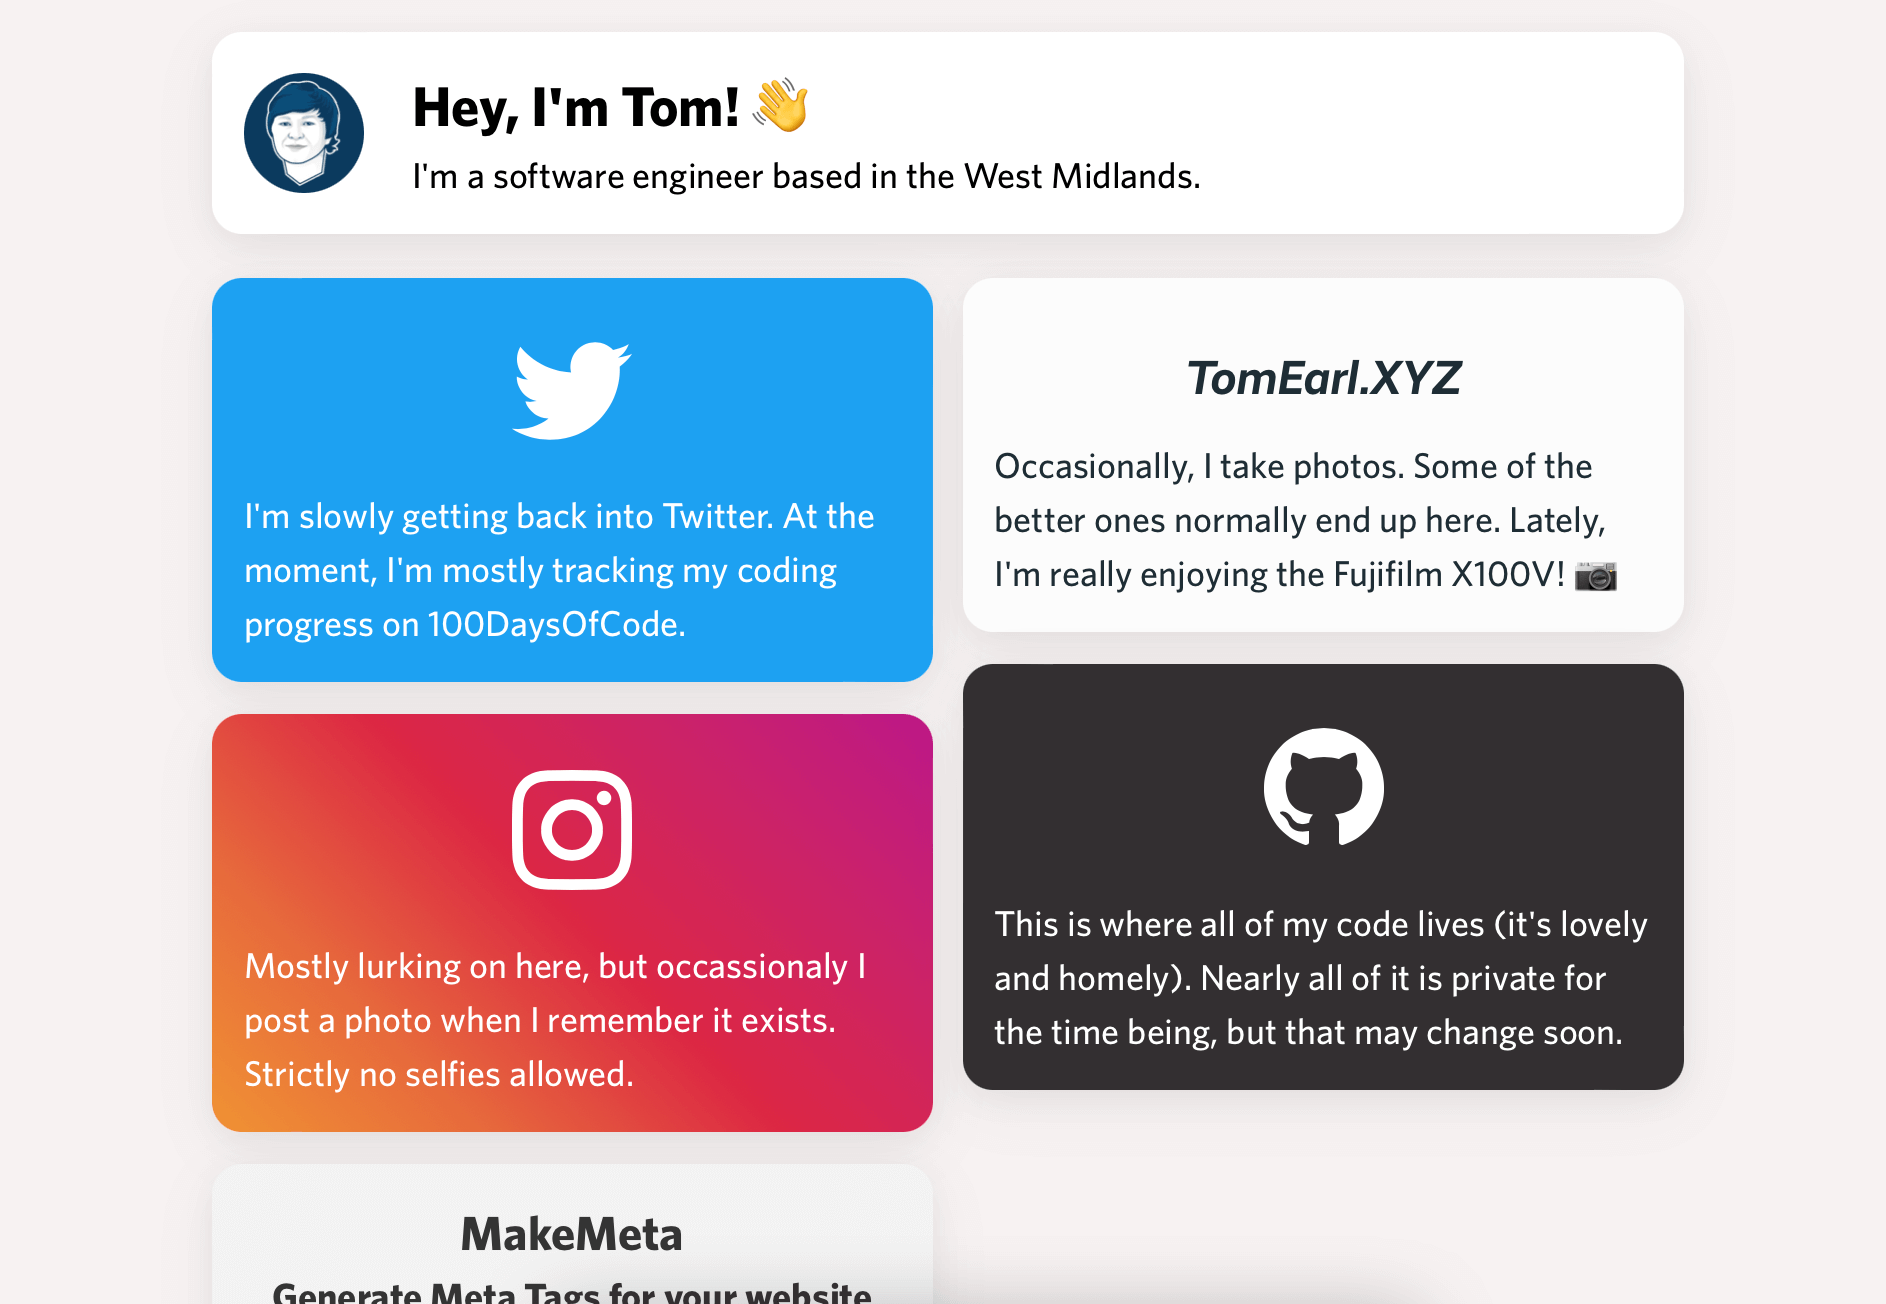 Hey, I'm Tom! 👋
I'm a software engineer based in the West Midlands.
I'm slowly getting back into Twitter. At the
moment, I'm mostly tracking my coding
progress on 100DaysOfCode.
TomEarl.XYZ
Occasionally, I take photos. Some of the
better ones normally end up here. Lately,
I'm really enjoying the Fujifilm X100V! 📷
Mostly lurking on here, but occassionaly I
post a photo when I remember it exists.
Strictly no selfies allowed.
This is where all of my code lives (it's lovely
and homely). Nearly all of it is private for
the time being, but that may change soon.
MakeMeta
Generate Meta Tags for your website